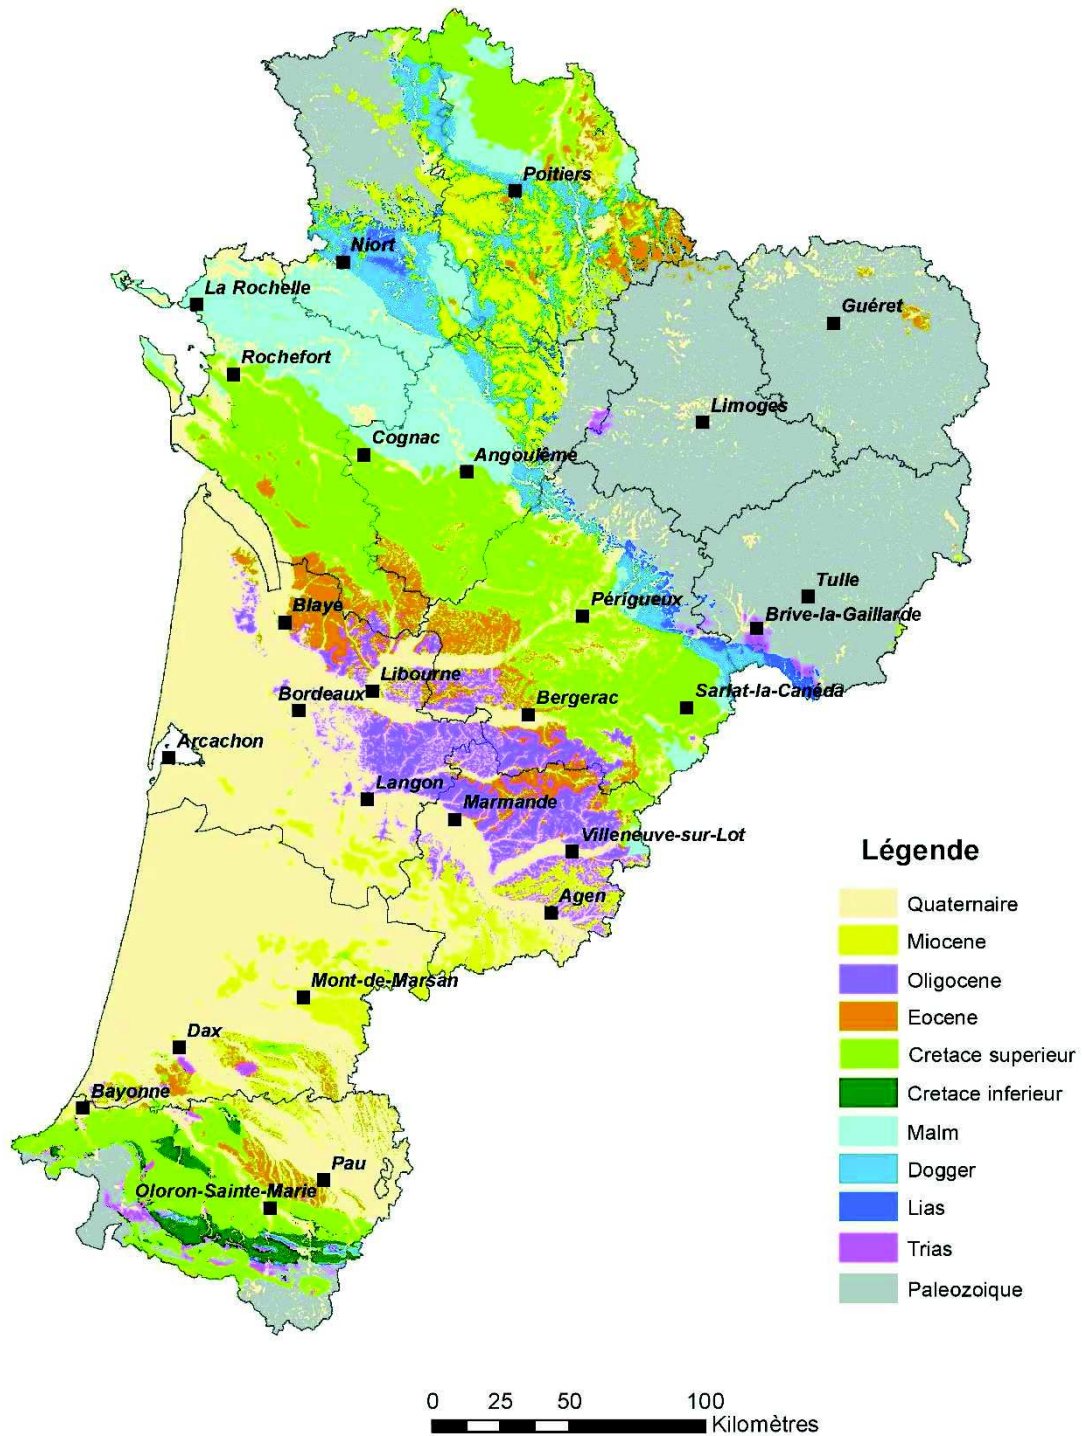 Poitiers
Niort
La Rochelle
Guéret
Rochefort
Limoges
Cognac
Angoulême
Tulle
Périgueux
Brive-la-Gaillarde
Blaye
Libourne
Bordeaux
Bergerac
Sarlat-la-Canéda
Arcachon
Langon
Marmande
Villeneuve-sur-Lot
Agen
Mont-de-Marsan
Dax
Bayonne
Pau
Oloron-Sainte-Marie
Légende
Quaternaire
Miocene
Oligocene
Eocene
Cretace superieur
Cretace inferieur
Malm
Dogger
Lias
Trias
Paleozoique
0 25 50 100
Kilomètres